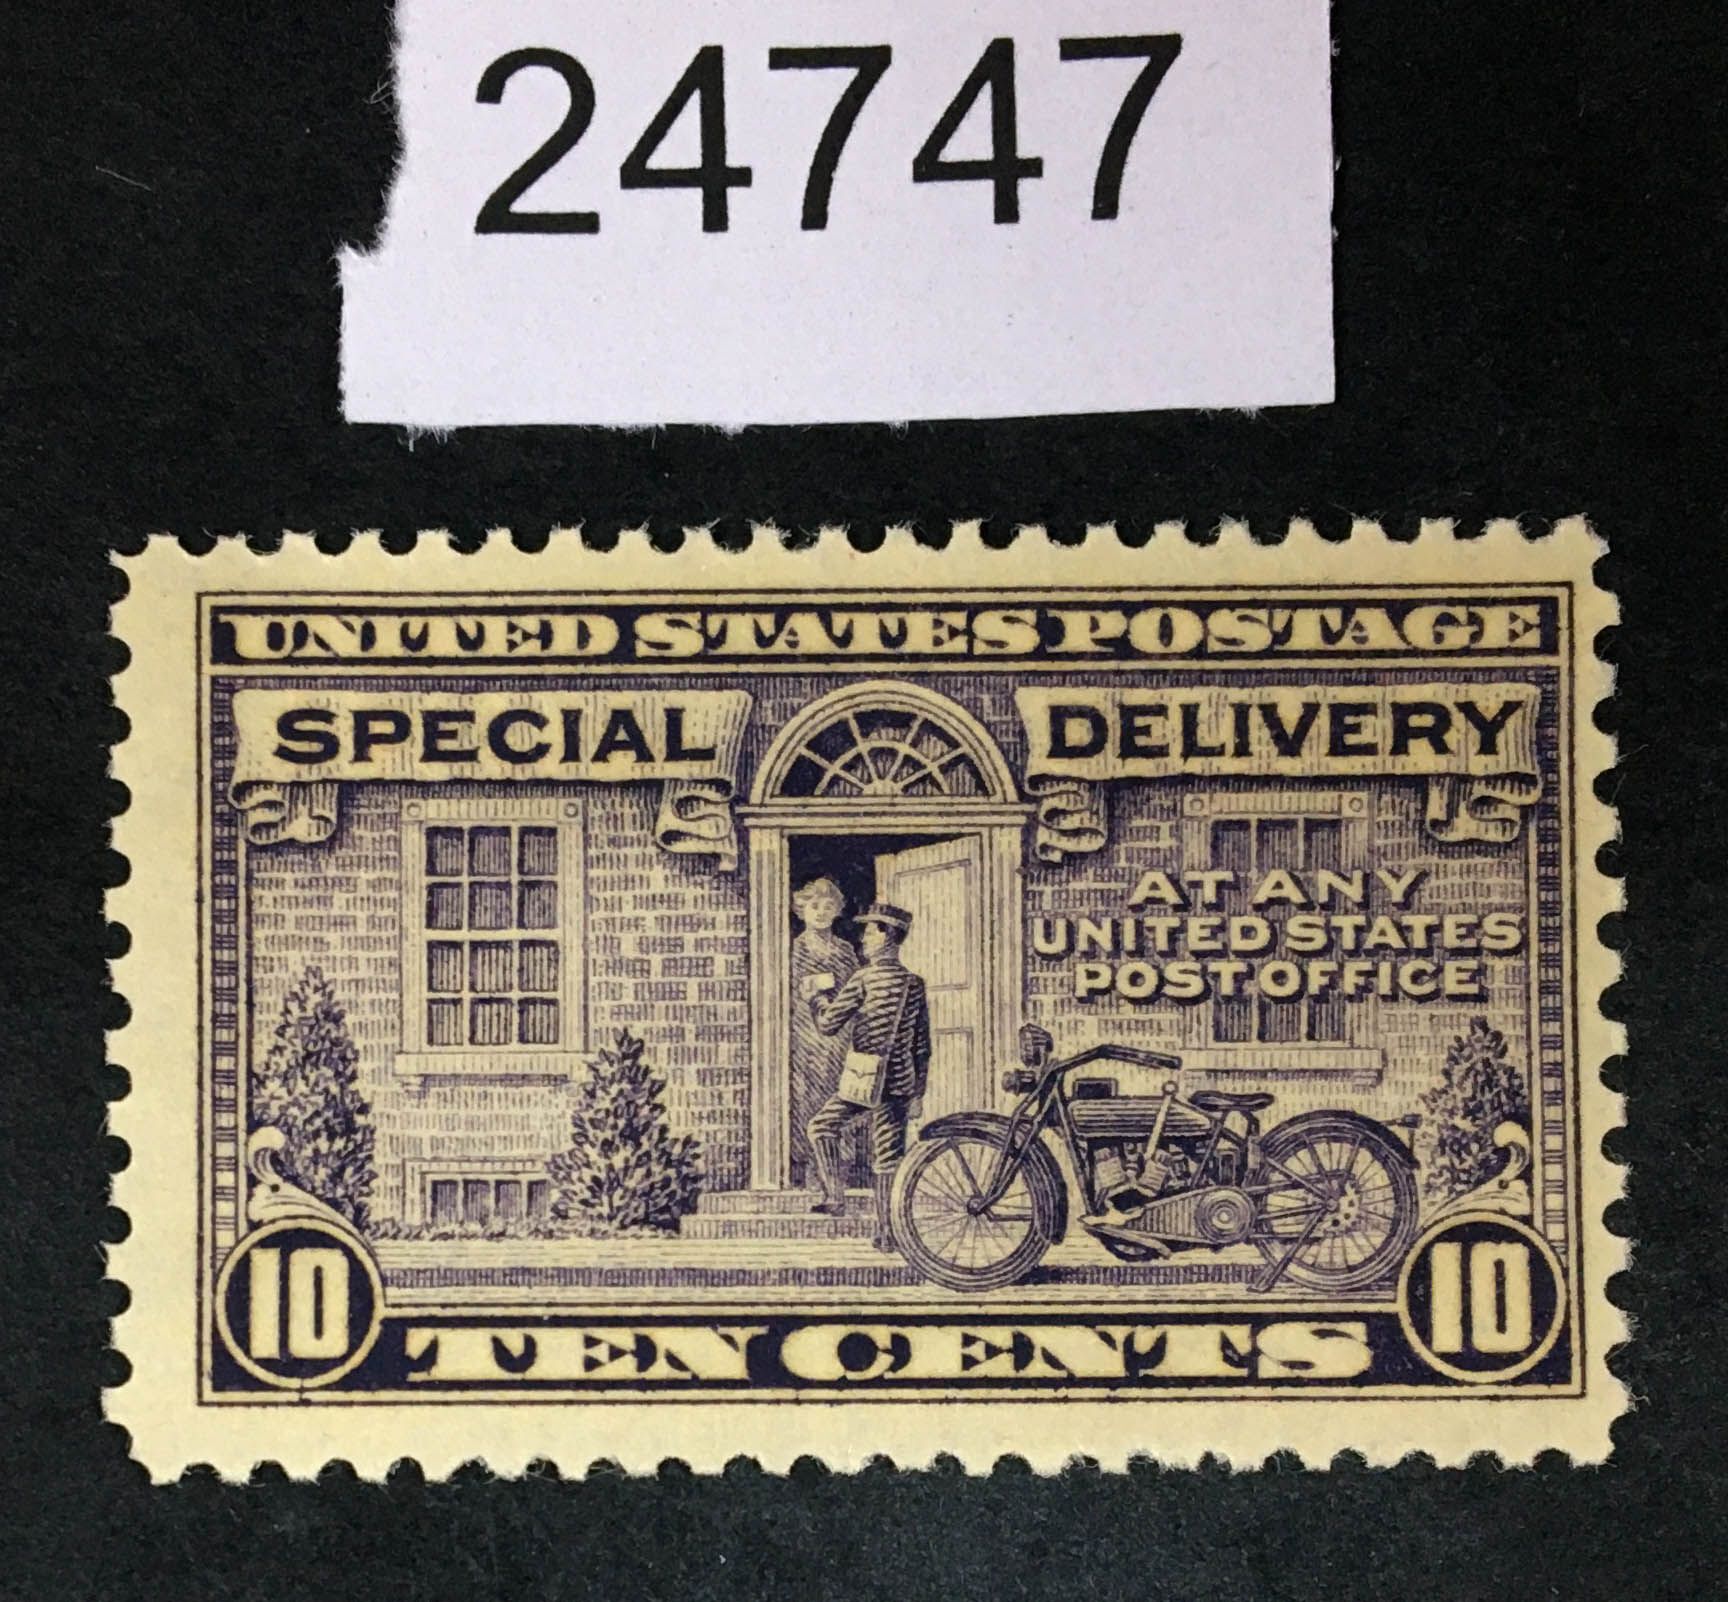 24747
UNITED STATES POSTAGE
SPECIAL DELIVERY
AT ANY
UNITED STATES
POST OFFICE
10 TEN CENTS 10